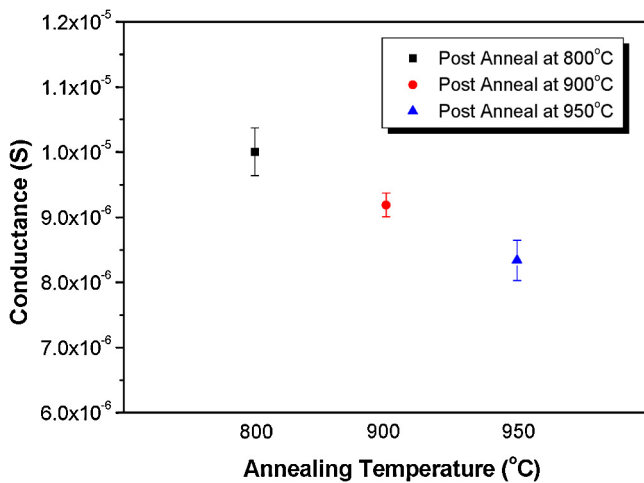 1.2x10⁻⁵
1.1x10⁻⁵
1.0x10⁻⁵
9.0x10⁻⁶
8.0x10⁻⁶
7.0x10⁻⁶
6.0x10⁻⁶
Conductance (S)
Post Anneal at 800°C
Post Anneal at 900°C
Post Anneal at 950°C
800 900 950
Annealing Temperature (°C)